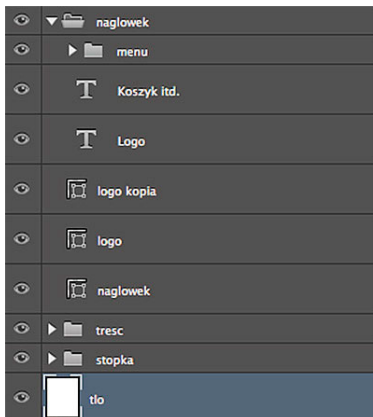 naglowek
menu
Koszyk itd.
Logo
logo kopia
logo
naglowek
tresc
stopka
tlo